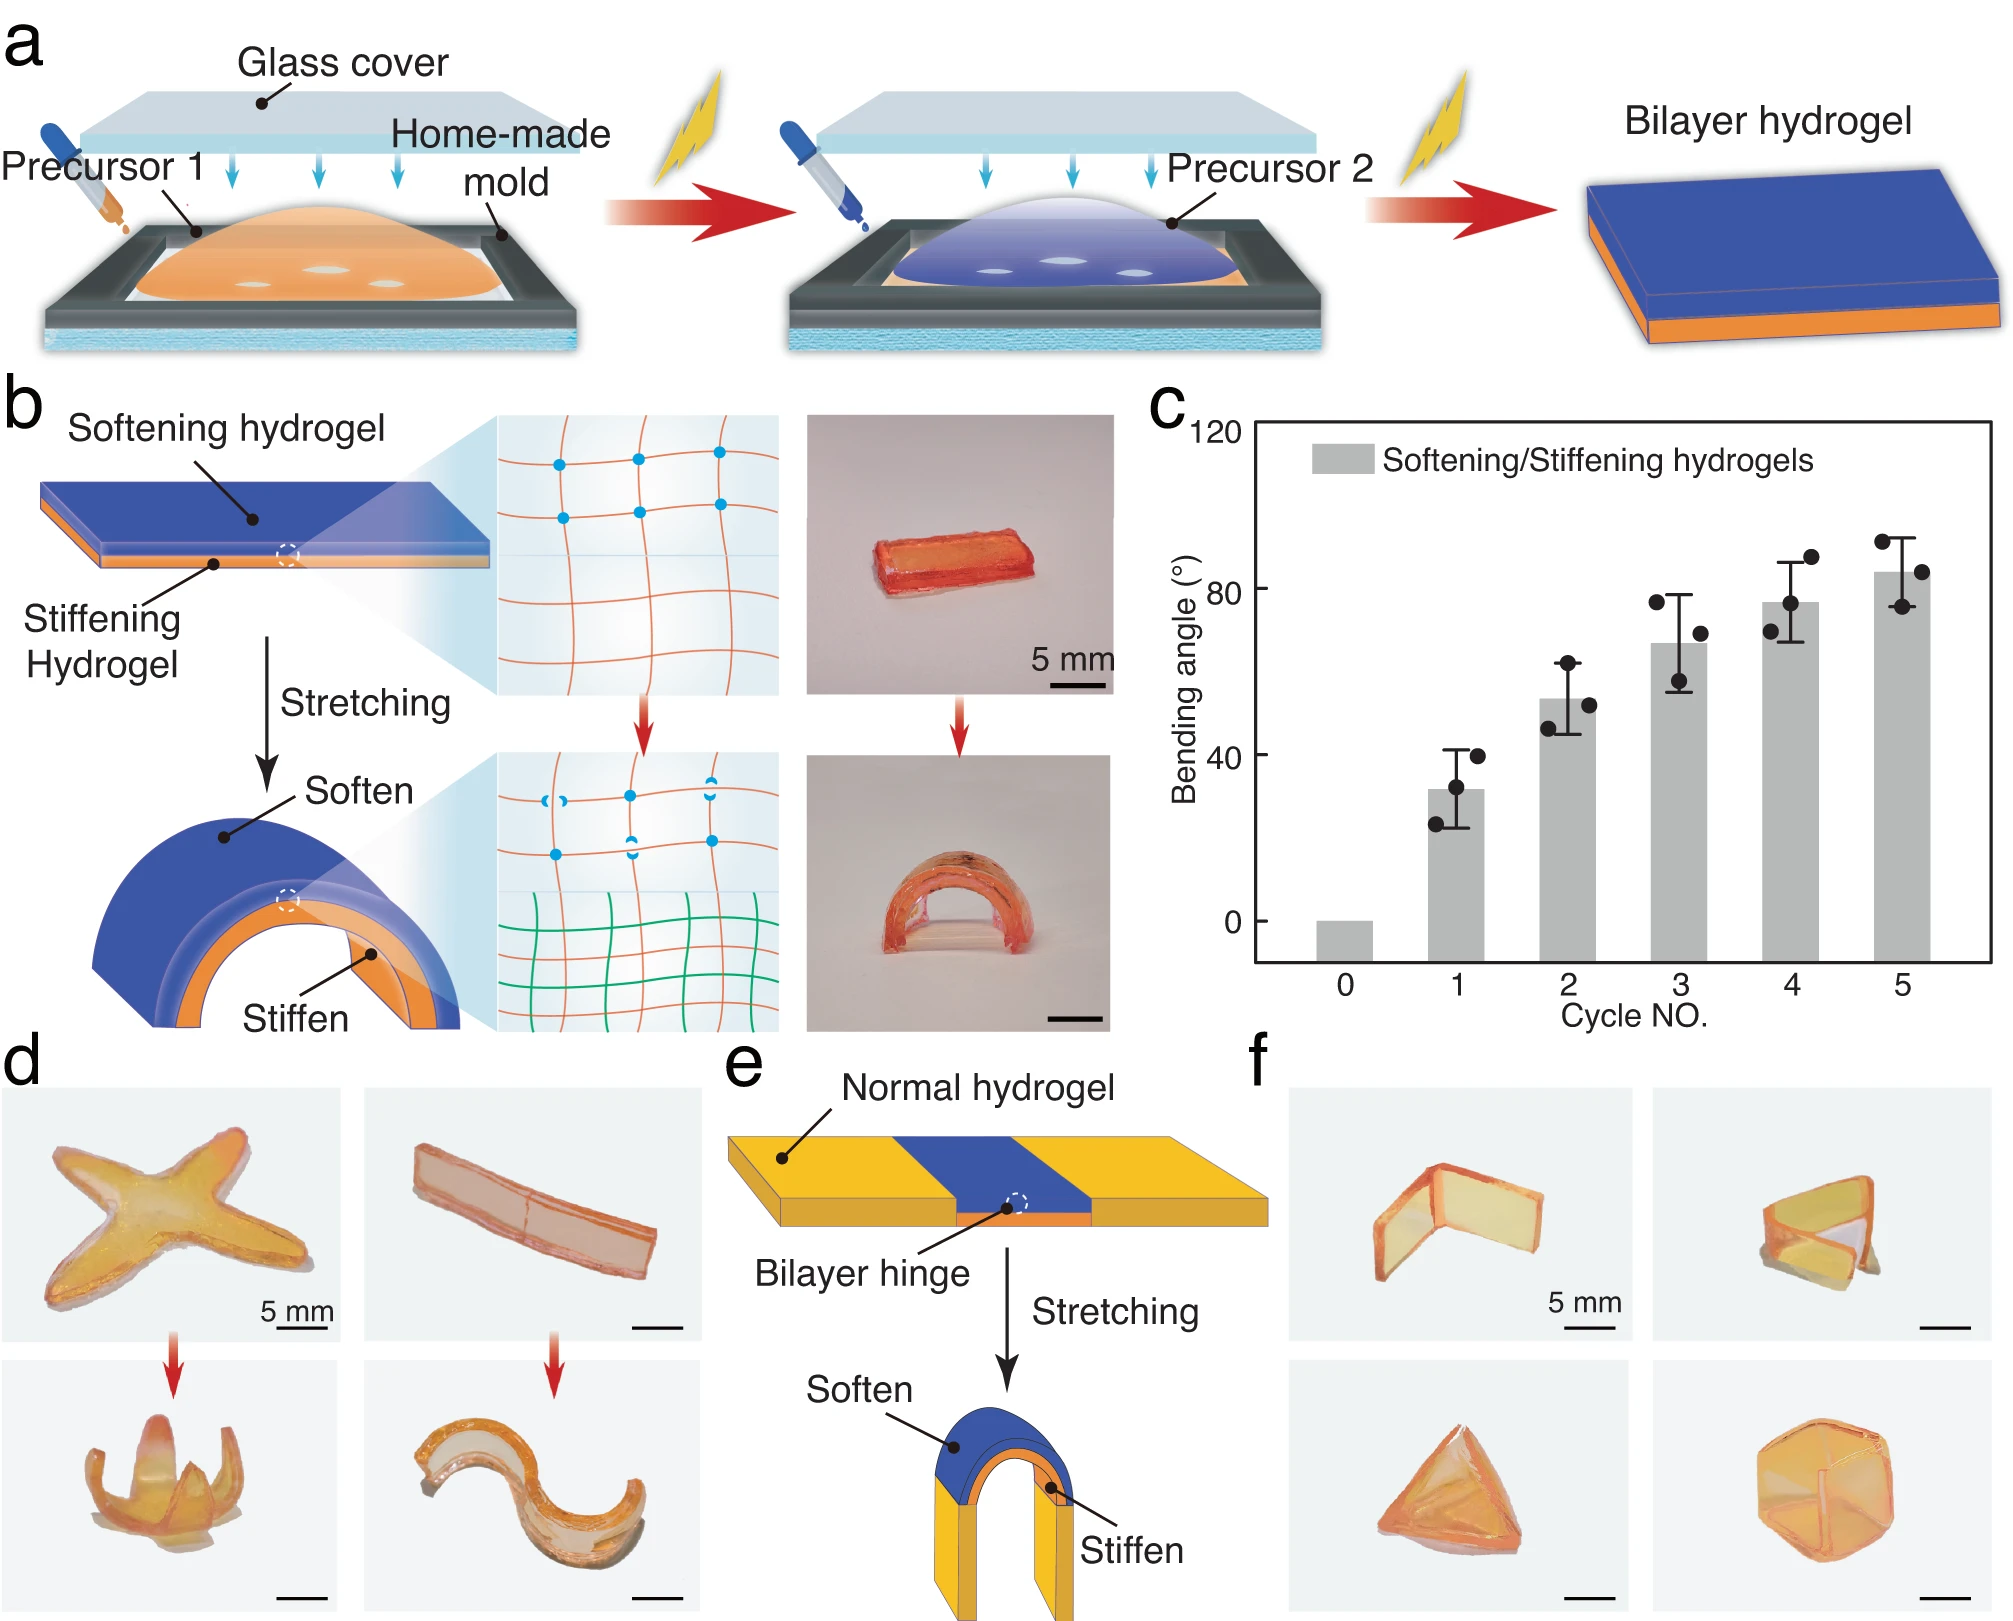 a
Glass cover
Home-made
mold
Precursor 1
Precursor 2
Bilayer hydrogel
b
Softening hydrogel
Stiffening
Hydrogel
Stretching
Soften
Stiffen
5 mm
c
120
80
40
0
Bending angle (°)
Softening/Stiffening hydrogels
0 1 2 3 4 5
Cycle NO.
d
5 mm
e
Normal hydrogel
Bilayer hinge
Stretching
Soften
Stiffen
f
5 mm